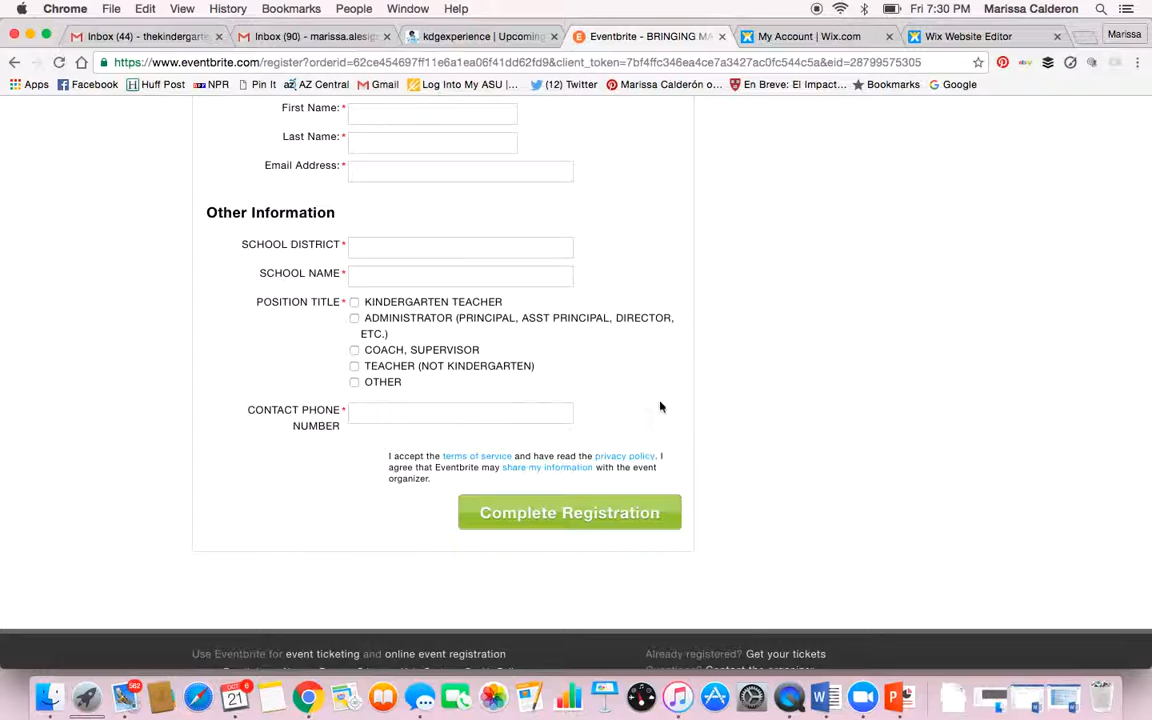 Chrome File Edit View History Bookmarks People Window Help Fri 7:30 PM Marissa Calderon
Inbox (44) - thekindergarte Inbox (90) - marissa.alesig kdgexperience | Upcoming Eventbrite - BRINGING MA My Account | Wix.com Wix Website Editor Marissa
https://www.eventbrite.com/register?orderid=62ce454697ff11e6a1ea06f41dd62fd9&client_token=7bf4ffc346ea4ce7a3427ac0fc544c5a&eid=28799575305
Apps Facebook Huff Post NPR Pin It AZ Central Gmail Log Into My ASU |... (12) Twitter Marissa Calderón o... En Breve: El Impact... Bookmarks Google
First Name:*
Last Name:*
Email Address:*
Other Information
SCHOOL DISTRICT*
SCHOOL NAME*
POSITION TITLE* KINDERGARTEN TEACHER
ADMINISTRATOR (PRINCIPAL, ASST PRINCIPAL, DIRECTOR,
ETC.)
COACH, SUPERVISOR
TEACHER (NOT KINDERGARTEN)
OTHER
CONTACT PHONE*
NUMBER
I accept the terms of service and have read the privacy policy. I
agree that Eventbrite may share my information with the event
organizer.
Complete Registration
Use Eventbrite for event ticketing and online event registration Already registered? Get your tickets
562
OCT 6
21